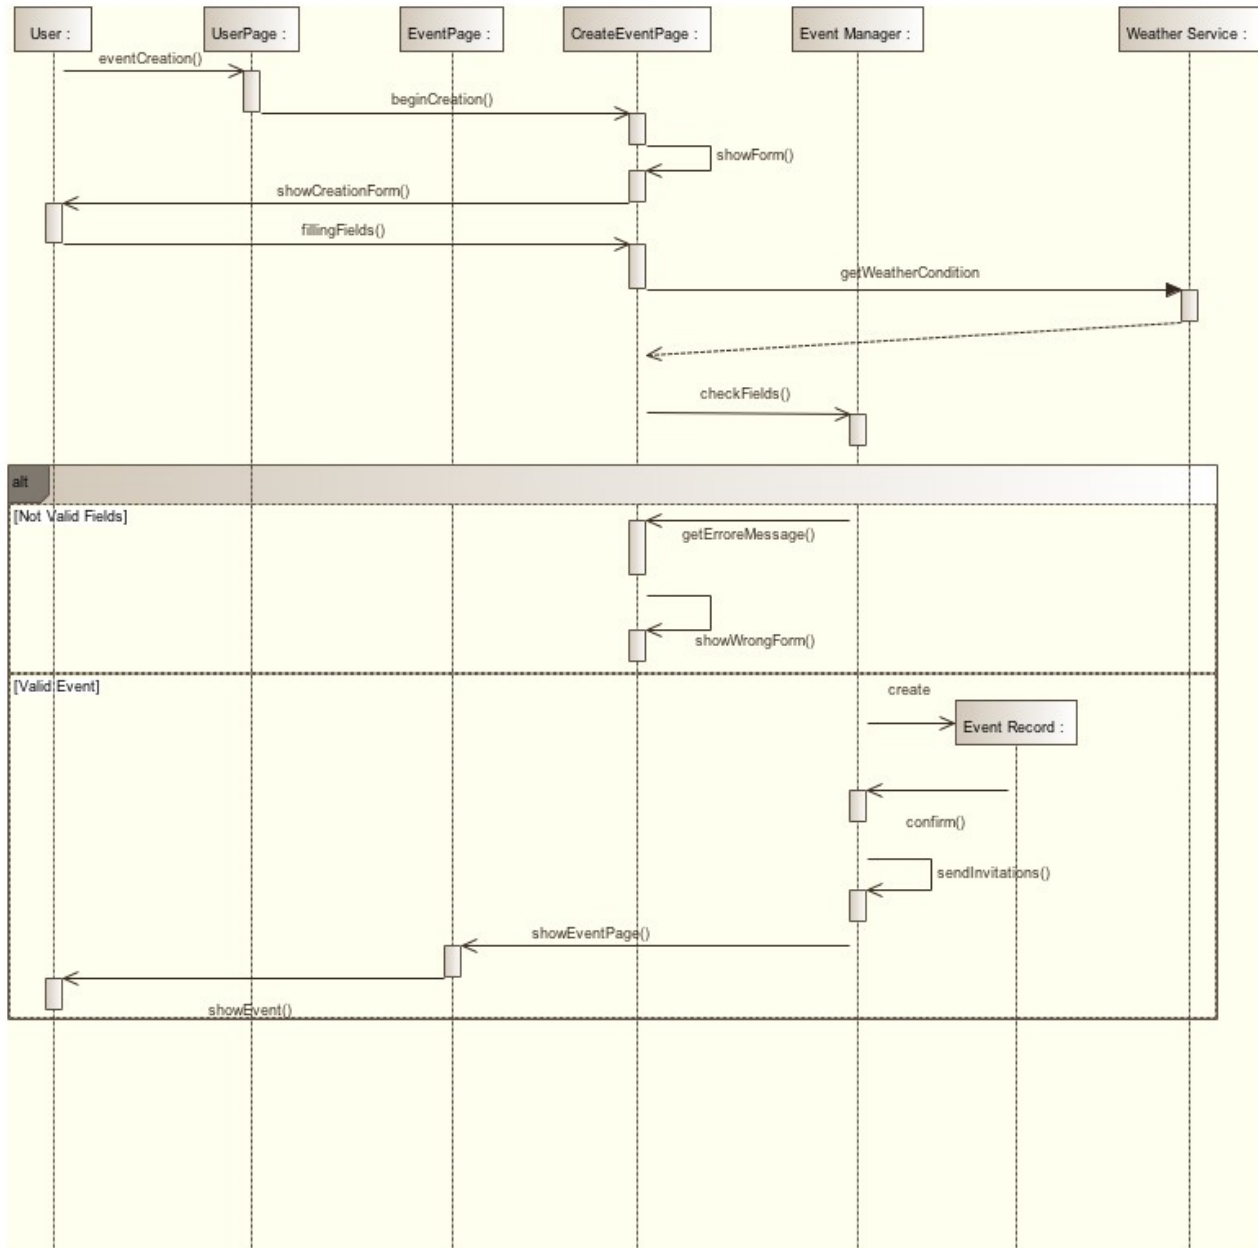 User :
UserPage :
EventPage :
CreateEventPage :
Event Manager :
Weather Service :
eventCreation()
beginCreation()
showForm()
showCreationForm()
fillingFields()
getWeatherCondition
checkFields()
alt
[Not Valid Fields]
getErroreMessage()
showWrongForm()
[Valid Event]
create
Event Record :
confirm()
sendInvitations()
showEventPage()
showEvent()